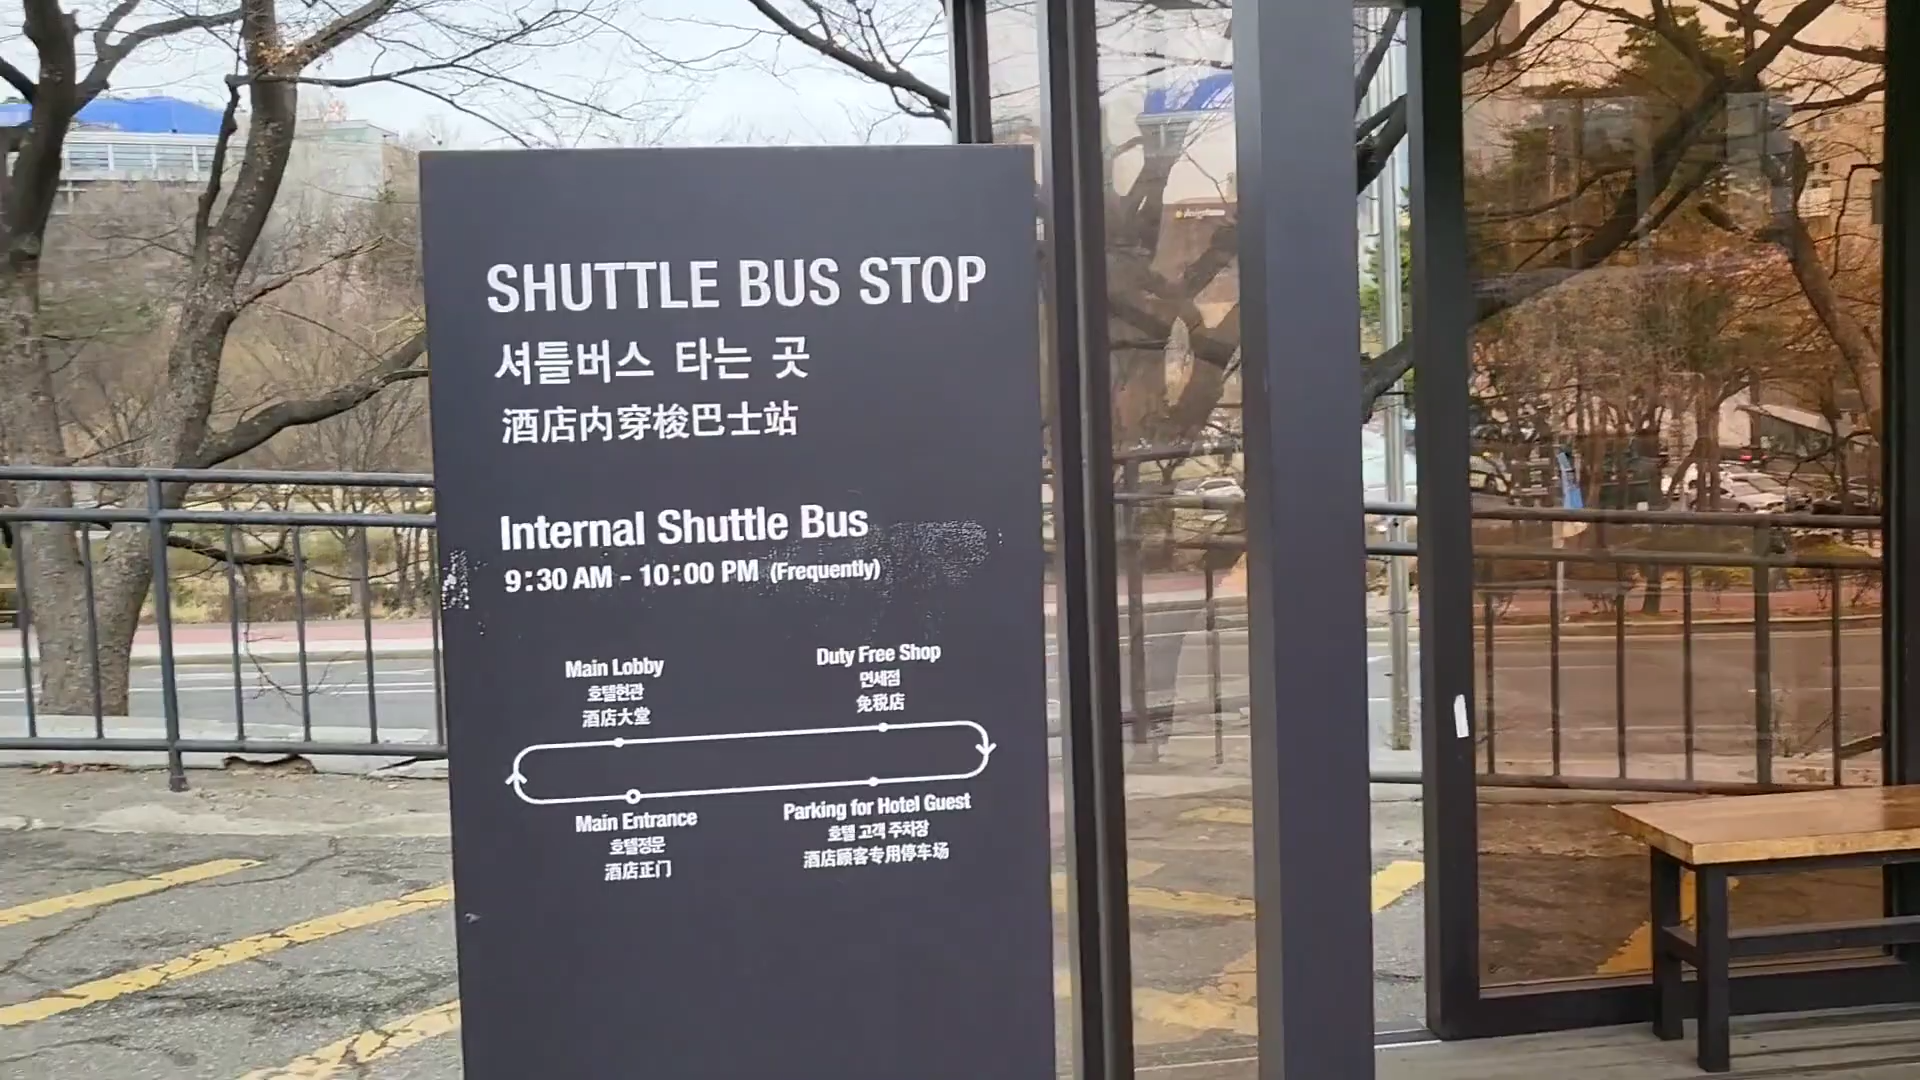 SHUTTLE BUS STOP
셔틀버스 타는 곳
酒店内穿梭巴士站
Internal Shuttle Bus
9:30 AM - 10:00 PM (Frequently)
Main Lobby
호텔현관
酒店大堂
Duty Free Shop
면세점
免税店
Main Entrance
호텔정문
酒店正门
Parking for Hotel Guest
호텔 고객 주차장
酒店顾客专用停车场